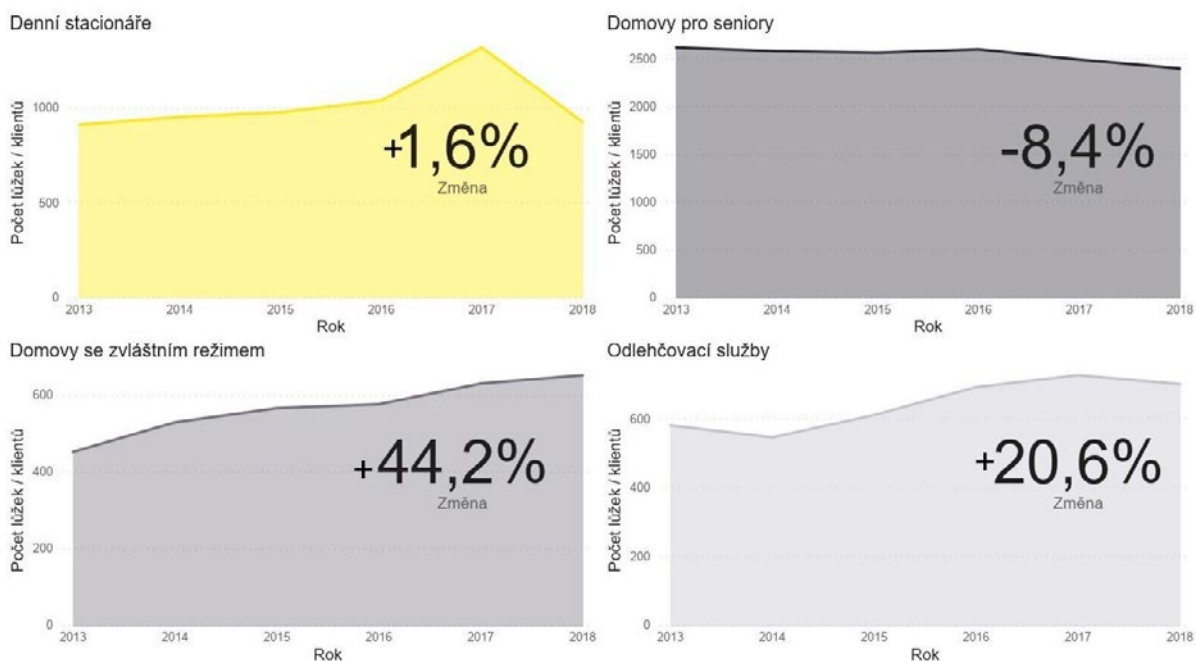 Denní stacionáře
Počet lůžek / klientů
1000
500
0
+1,6%
Změna
2013 2014 2015 2016 2017 2018
Rok
Domovy pro seniory
Počet lůžek / klientů
2500
2000
1500
1000
500
0
-8,4%
Změna
2013 2014 2015 2016 2017 2018
Rok
Domovy se zvláštním režimem
Počet lůžek / klientů
600
400
200
0
+44,2%
Změna
2013 2014 2015 2016 2017 2018
Rok
Odlehčovací služby
Počet lůžek / klientů
600
400
200
0
+20,6%
Změna
2013 2014 2015 2016 2017 2018
Rok